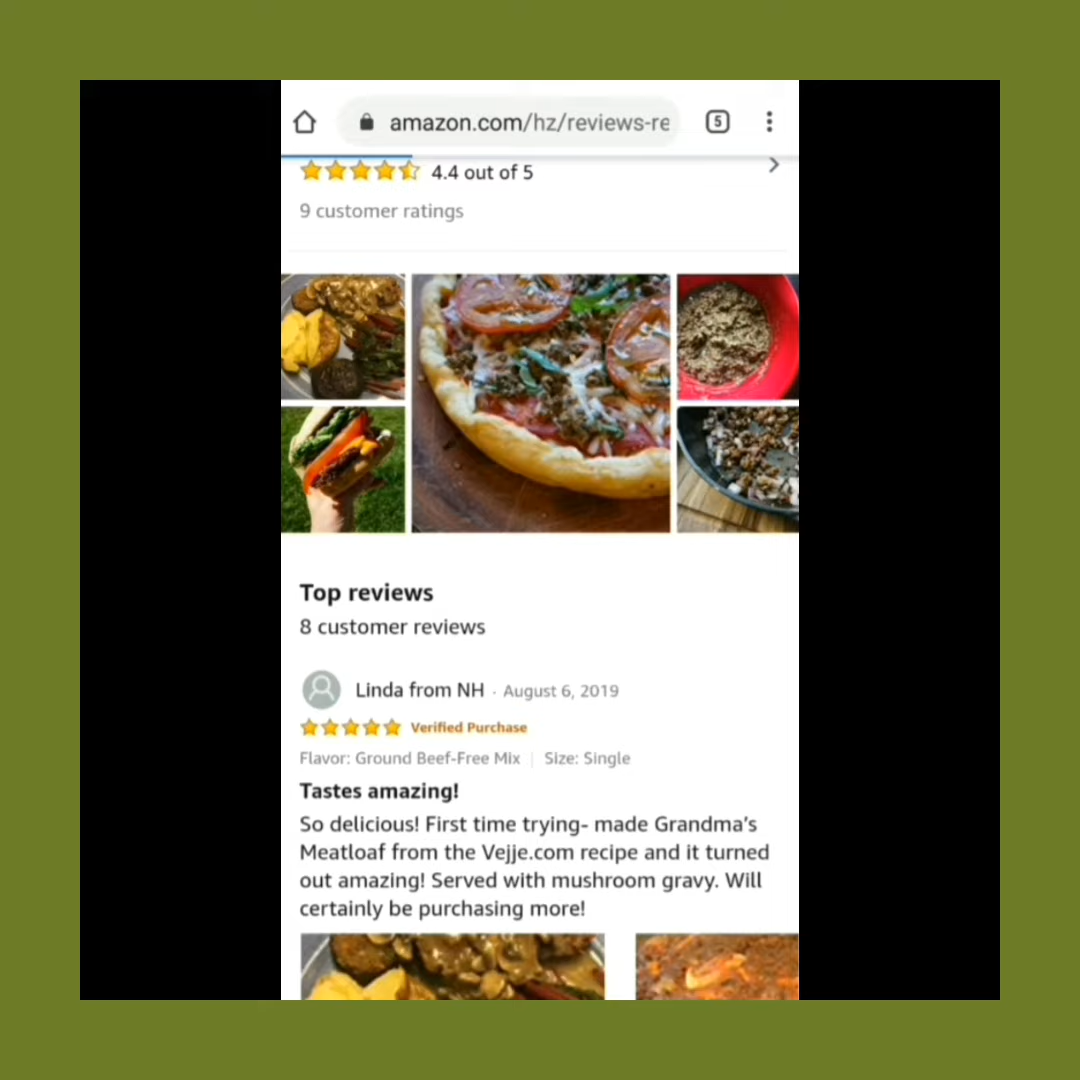 amazon.com/hz/reviews-re
5
4.4 out of 5
9 customer ratings
Top reviews
8 customer reviews
Linda from NH · August 6, 2019
Verified Purchase
Flavor: Ground Beef-Free Mix | Size: Single
Tastes amazing!
So delicious! First time trying- made Grandma's
Meatloaf from the Vejje.com recipe and it turned
out amazing! Served with mushroom gravy. Will
certainly be purchasing more!